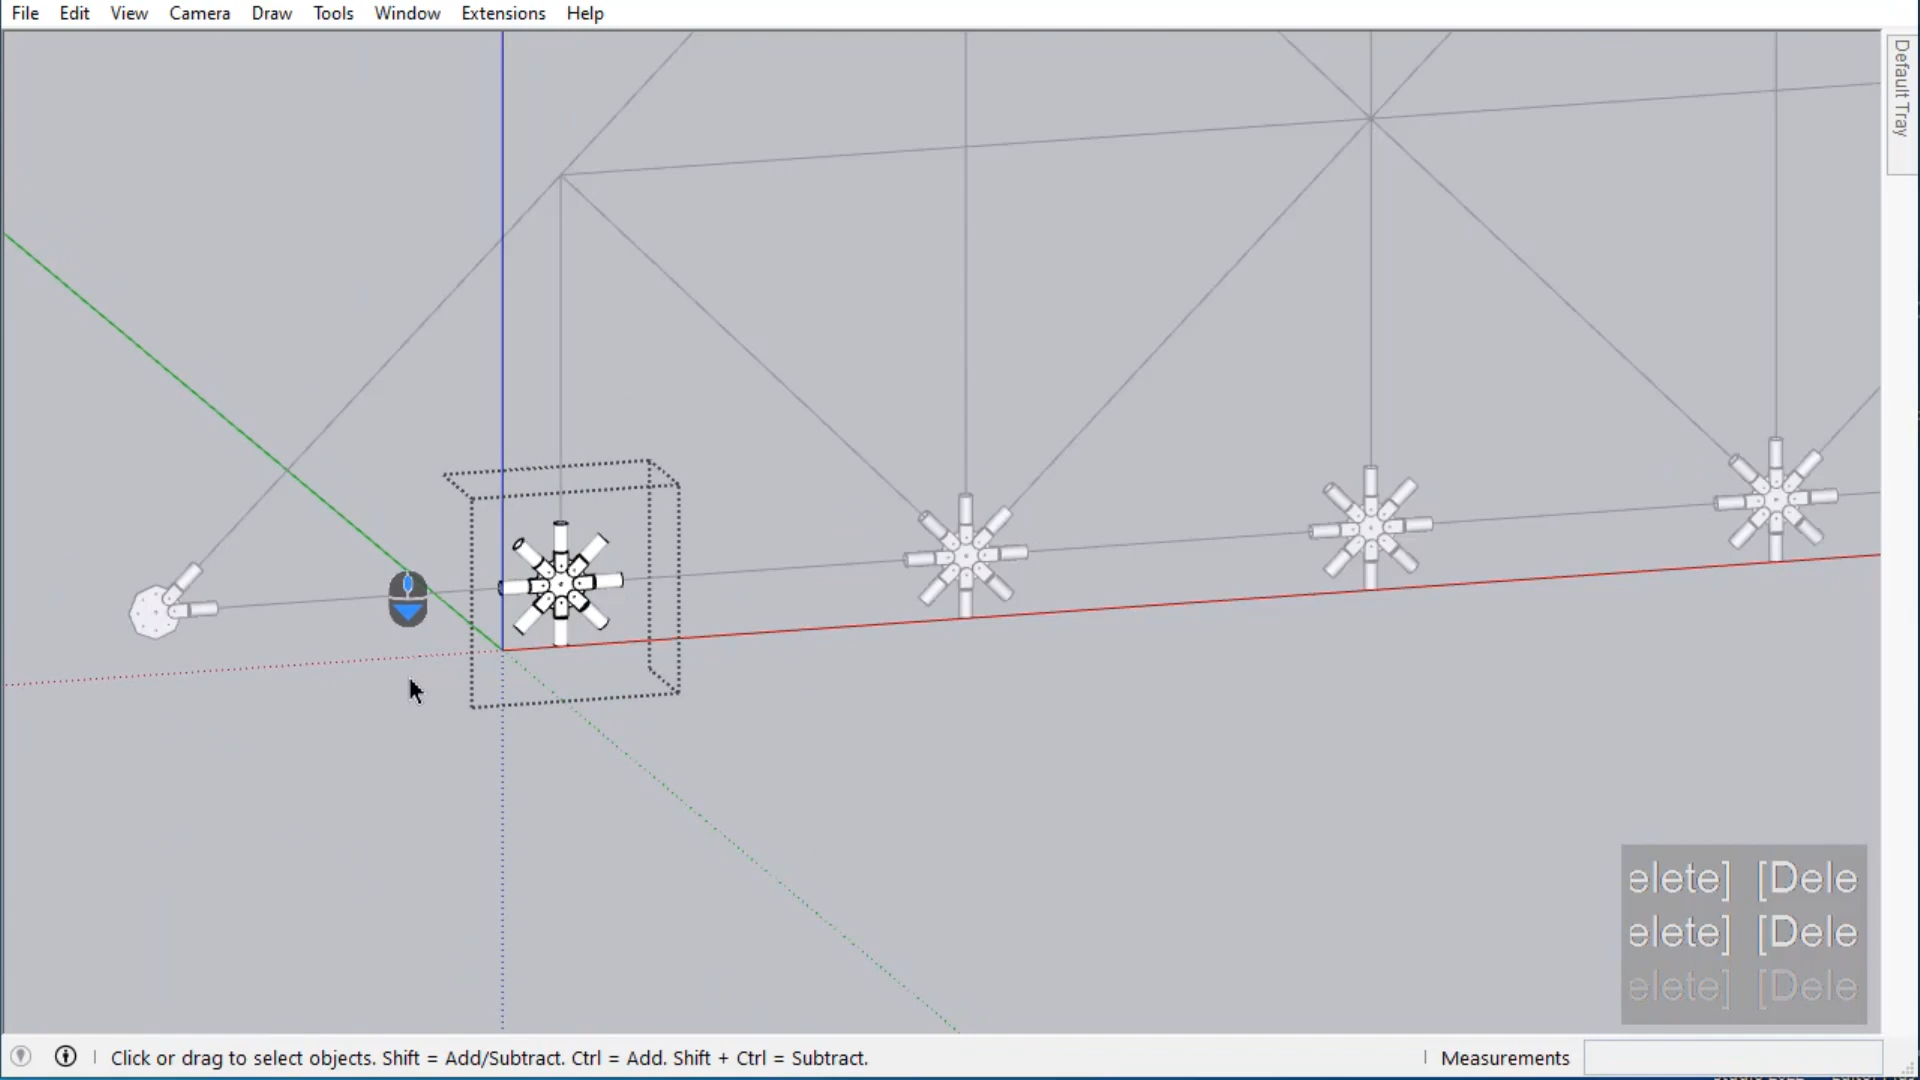 File Edit View Camera Draw Tools Window Extensions Help
Default Tray
elete] [Dele
elete] [Dele
elete] [Dele
Click or drag to select objects. Shift = Add/Subtract. Ctrl = Add. Shift + Ctrl = Subtract.
Measurements